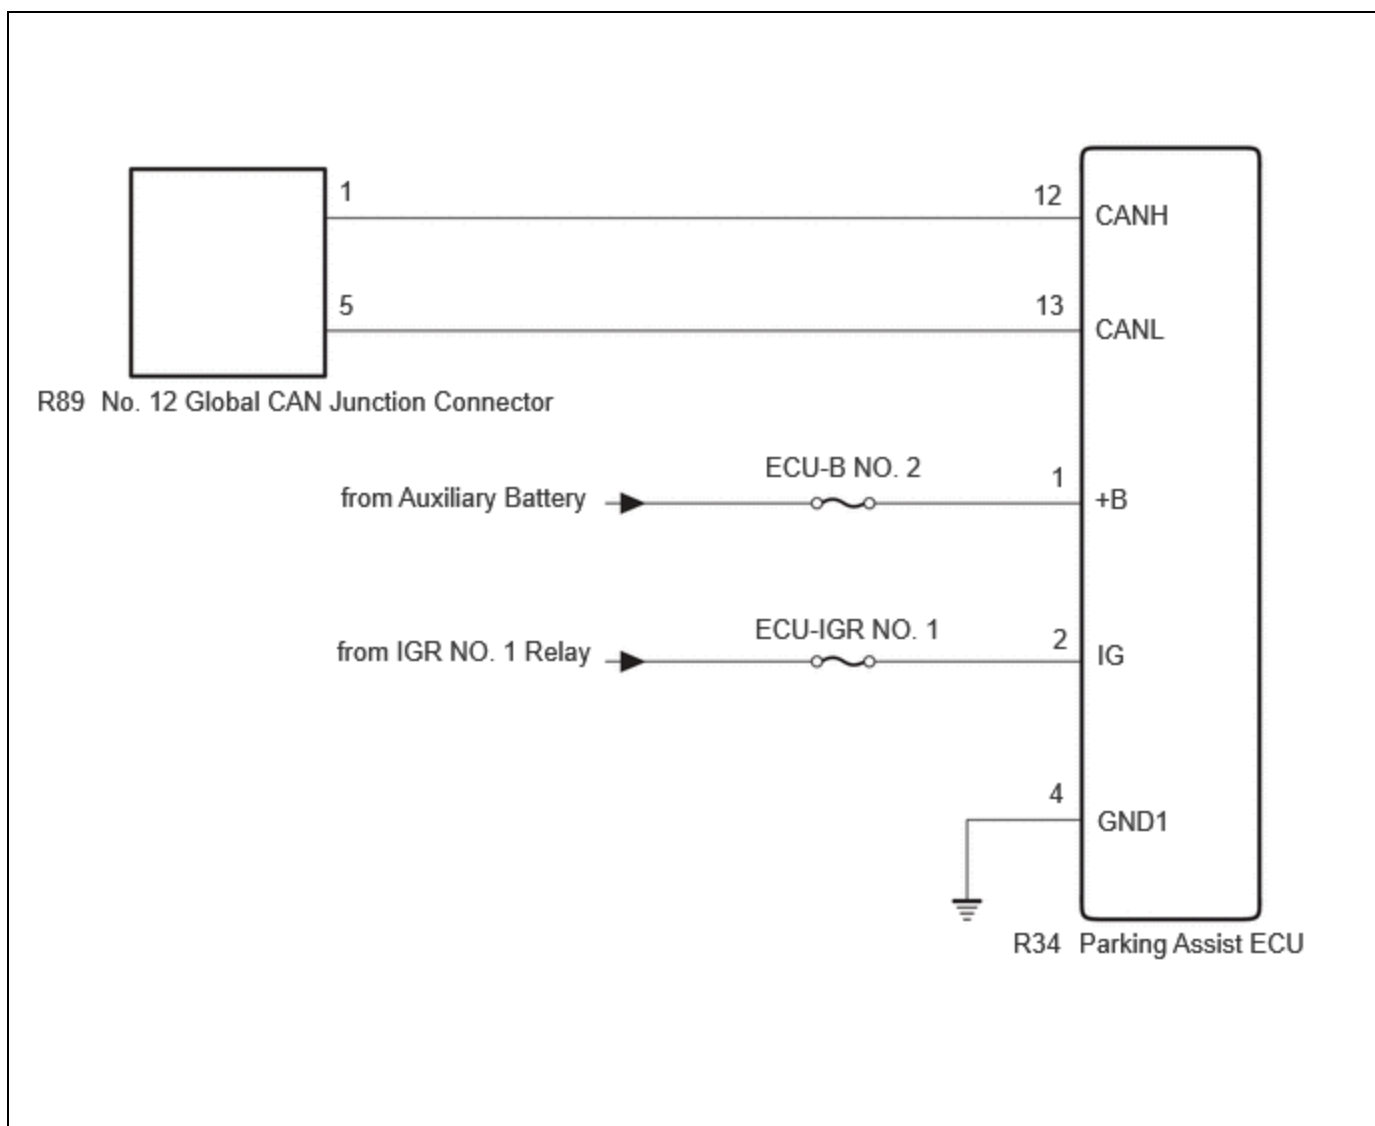 1
12
CANH
5
13
CANL
R89 No. 12 Global CAN Junction Connector
ECU-B NO. 2
from Auxiliary Battery
1
+B
ECU-IGR NO. 1
from IGR NO. 1 Relay
2
IG
4
GND1
R34 Parking Assist ECU